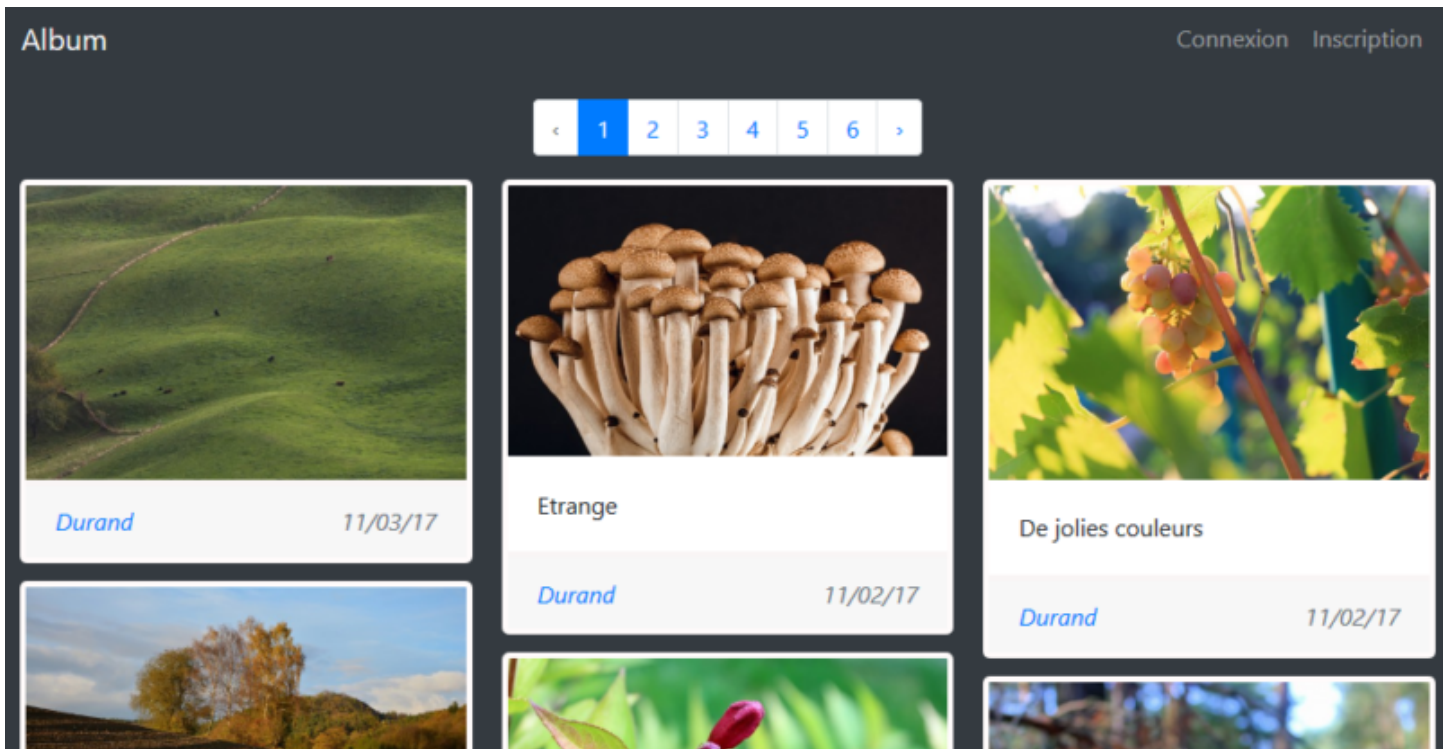 Album
Connexion Inscription
‹ 1 2 3 4 5 6 ›
Durand 11/03/17
Etrange
Durand 11/02/17
De jolies couleurs
Durand 11/02/17